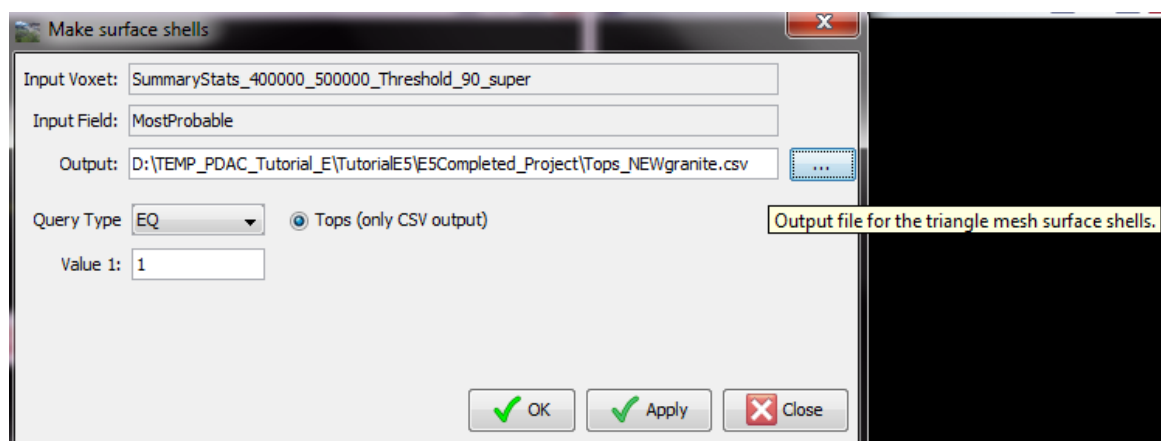 Make surface shells
Input Voxet: SummaryStats_400000_500000_Threshold_90_super
Input Field: MostProbable
Output: D:\TEMP_PDAC_Tutorial_E\TutorialE5\E5Completed_Project\Tops_NEWgranite.csv ...
Query Type EQ Tops (only CSV output)
Output file for the triangle mesh surface shells.
Value 1: 1
OK Apply Close